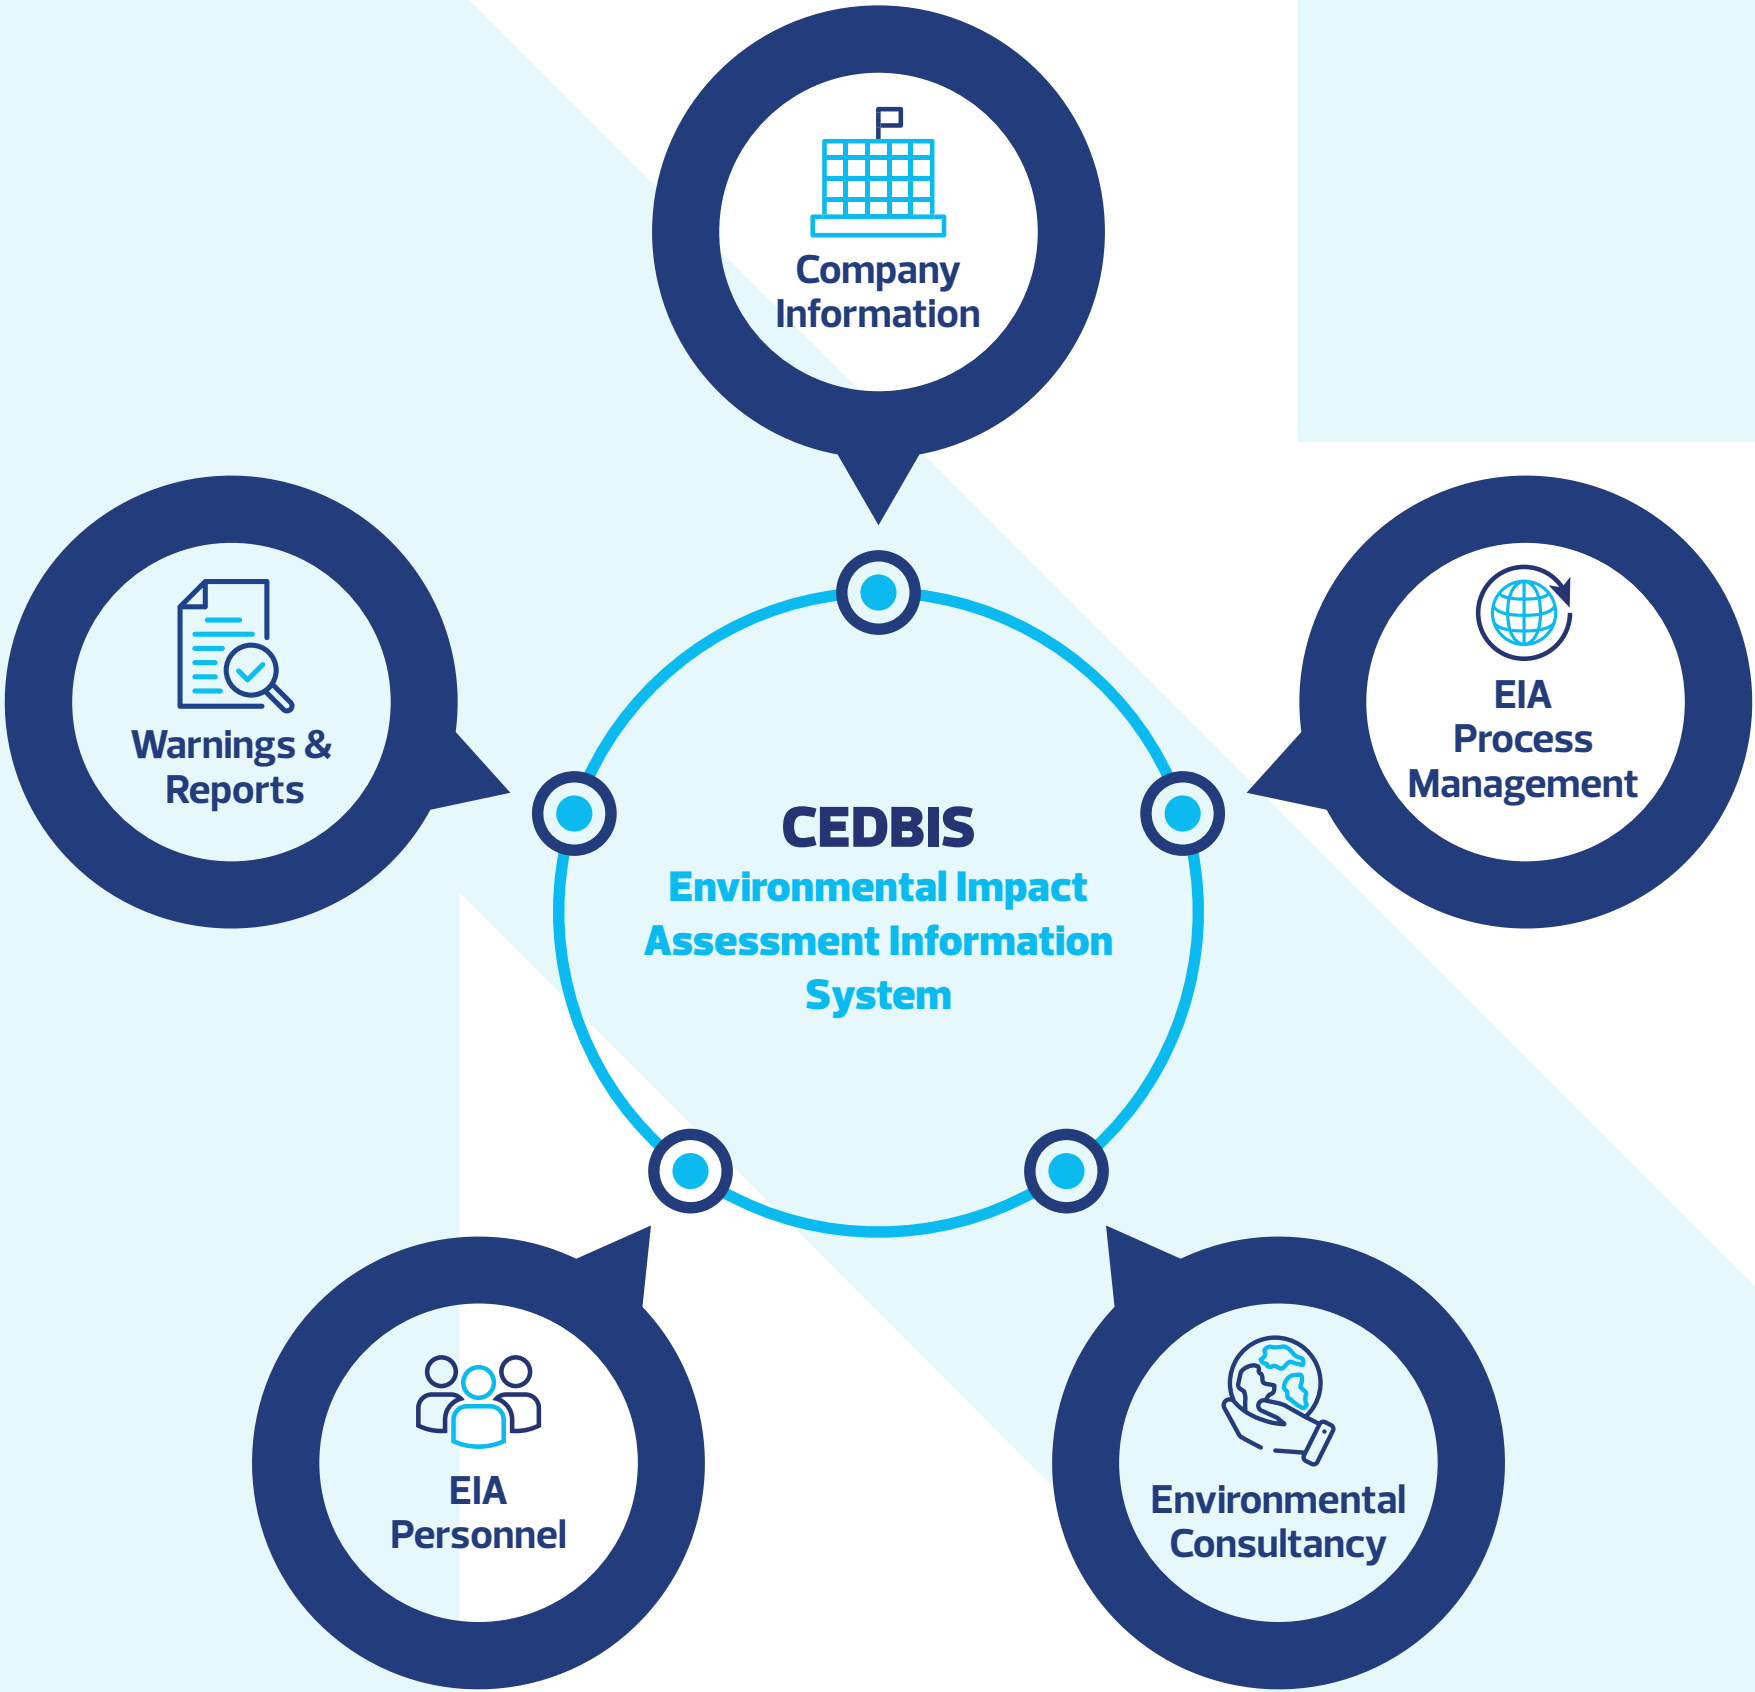 Company
Information
Warnings &
Reports
EIA
Process
Management
CEDBIS
Environmental Impact
Assessment Information
System
EIA
Personnel
Environmental
Consultancy